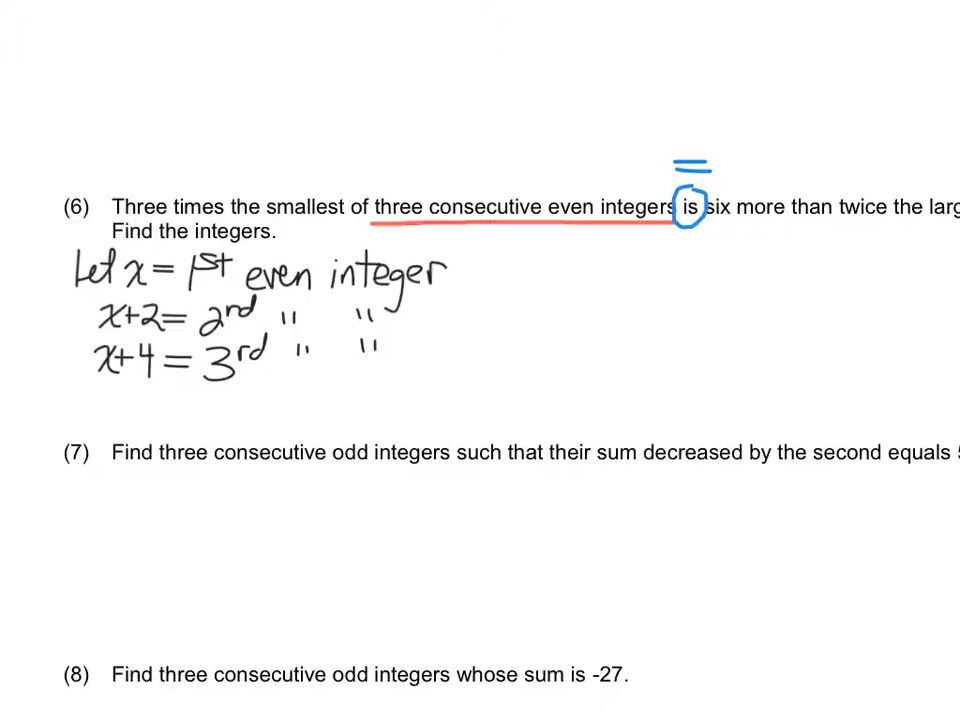 =
(6) Three times the smallest of three consecutive even integers is six more than twice the
Find the integers.
Let x = 1st even integer
x+2= 2rd " "
x+4 = 3rd " "
(7) Find three consecutive odd integers such that their sum decreased by the second equals
(8) Find three consecutive odd integers whose sum is -27.